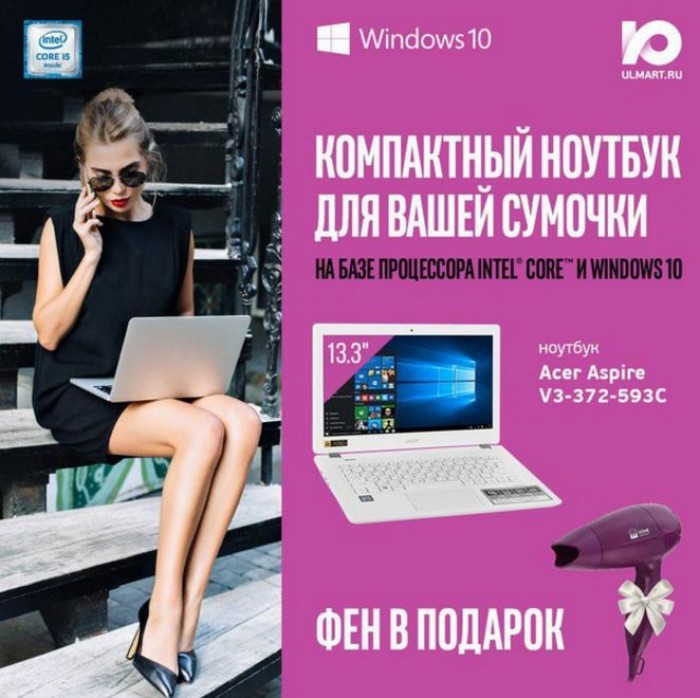 intel
CORE i5
inside
Windows 10
ULMART.RU
КОМПАКТНЫЙ НОУТБУК
ДЛЯ ВАШЕЙ СУМОЧКИ
НА БАЗЕ ПРОЦЕССОРА INTEL® CORE™ И WINDOWS 10
13.3"
ноутбук
Acer Aspire
V3-372-593C
acer
ФЕН В ПОДАРОК